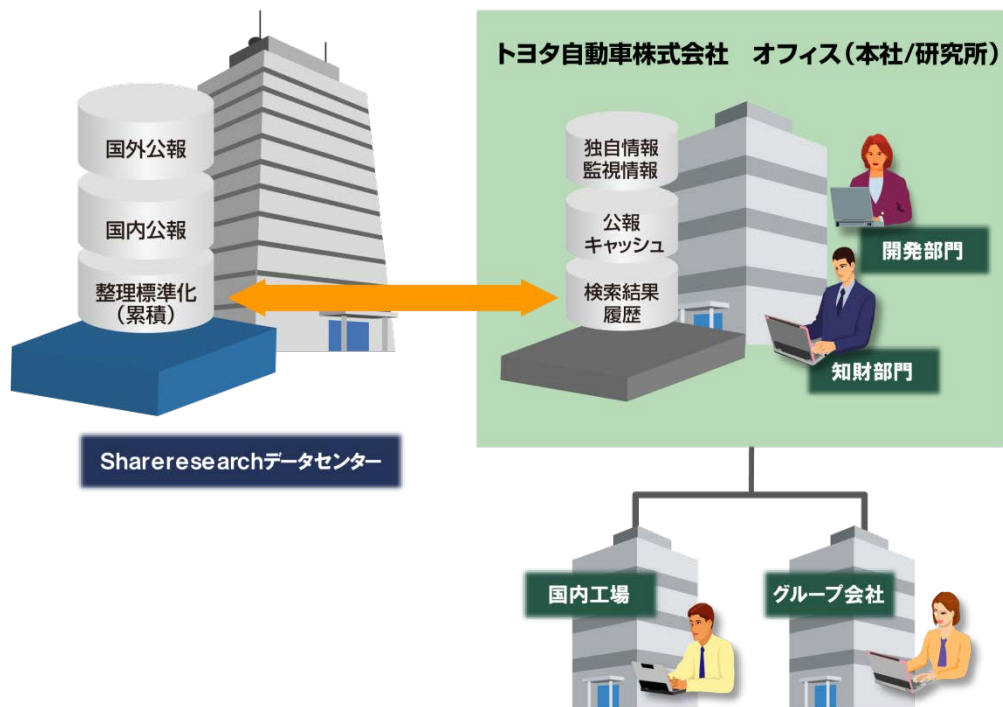 トヨタ自動車株式会社　オフィス（本社/研究所）
国外公報
国内公報
整理標準化
（累積）
Shareresearchデータセンター
独自情報
監視情報
公報
キャッシュ
検索結果
履歴
開発部門
知財部門
国内工場
グループ会社